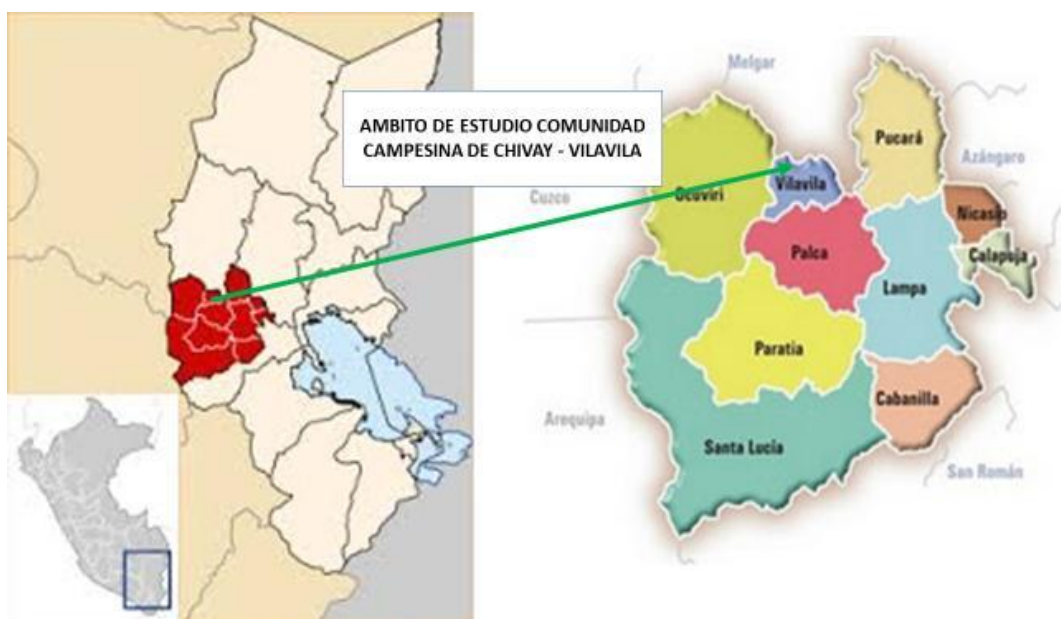 AMBITO DE ESTUDIO COMUNIDAD
CAMPESINA DE CHIVAY - VILAVILA
Melgar
Pucará
Azángaro
Cuzco
Ocuviri
Vilavila
Nicasio
Palca
Calapuja
Lampa
Paratia
Cabanilla
Arequipa
Santa Lucía
San Román